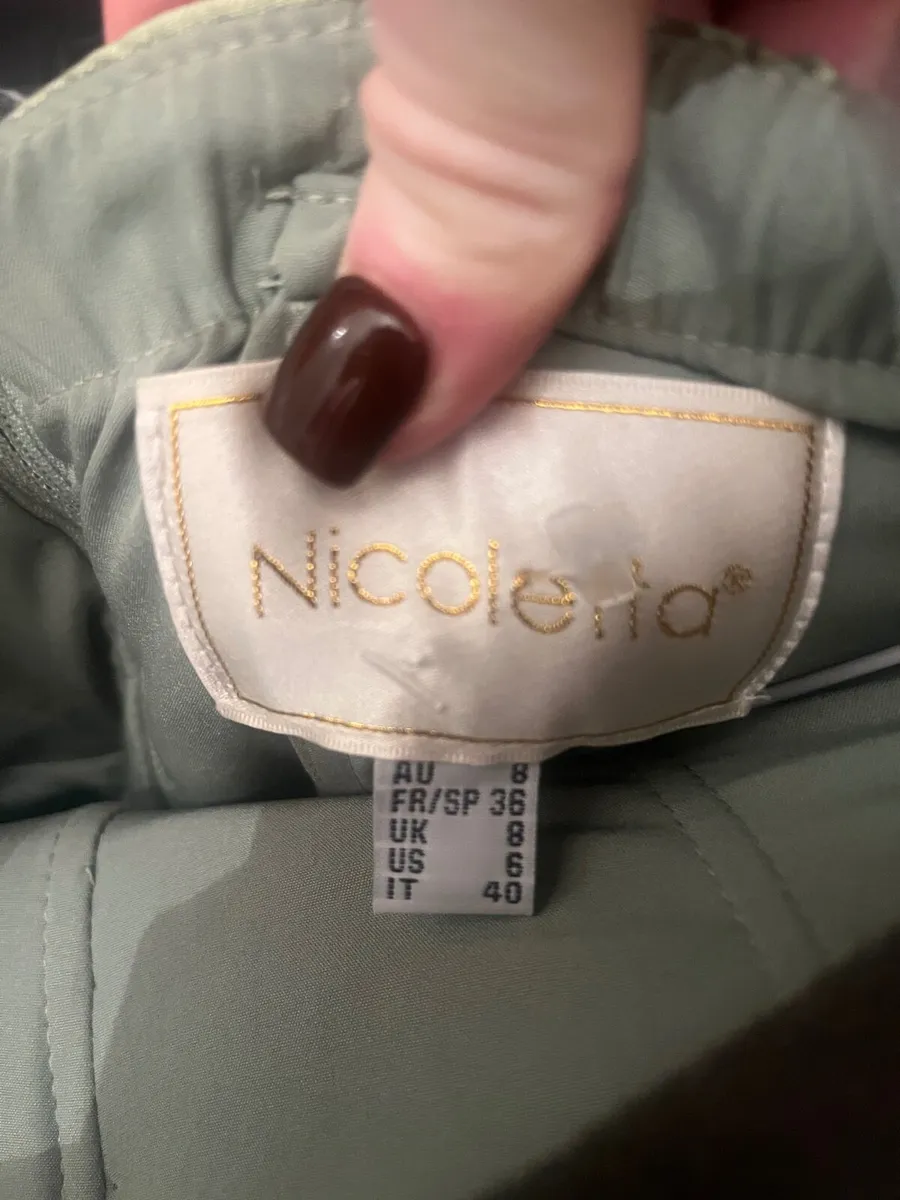 Nicoletta®
AU 8
FR/SP 36
UK 8
US 6
IT 40